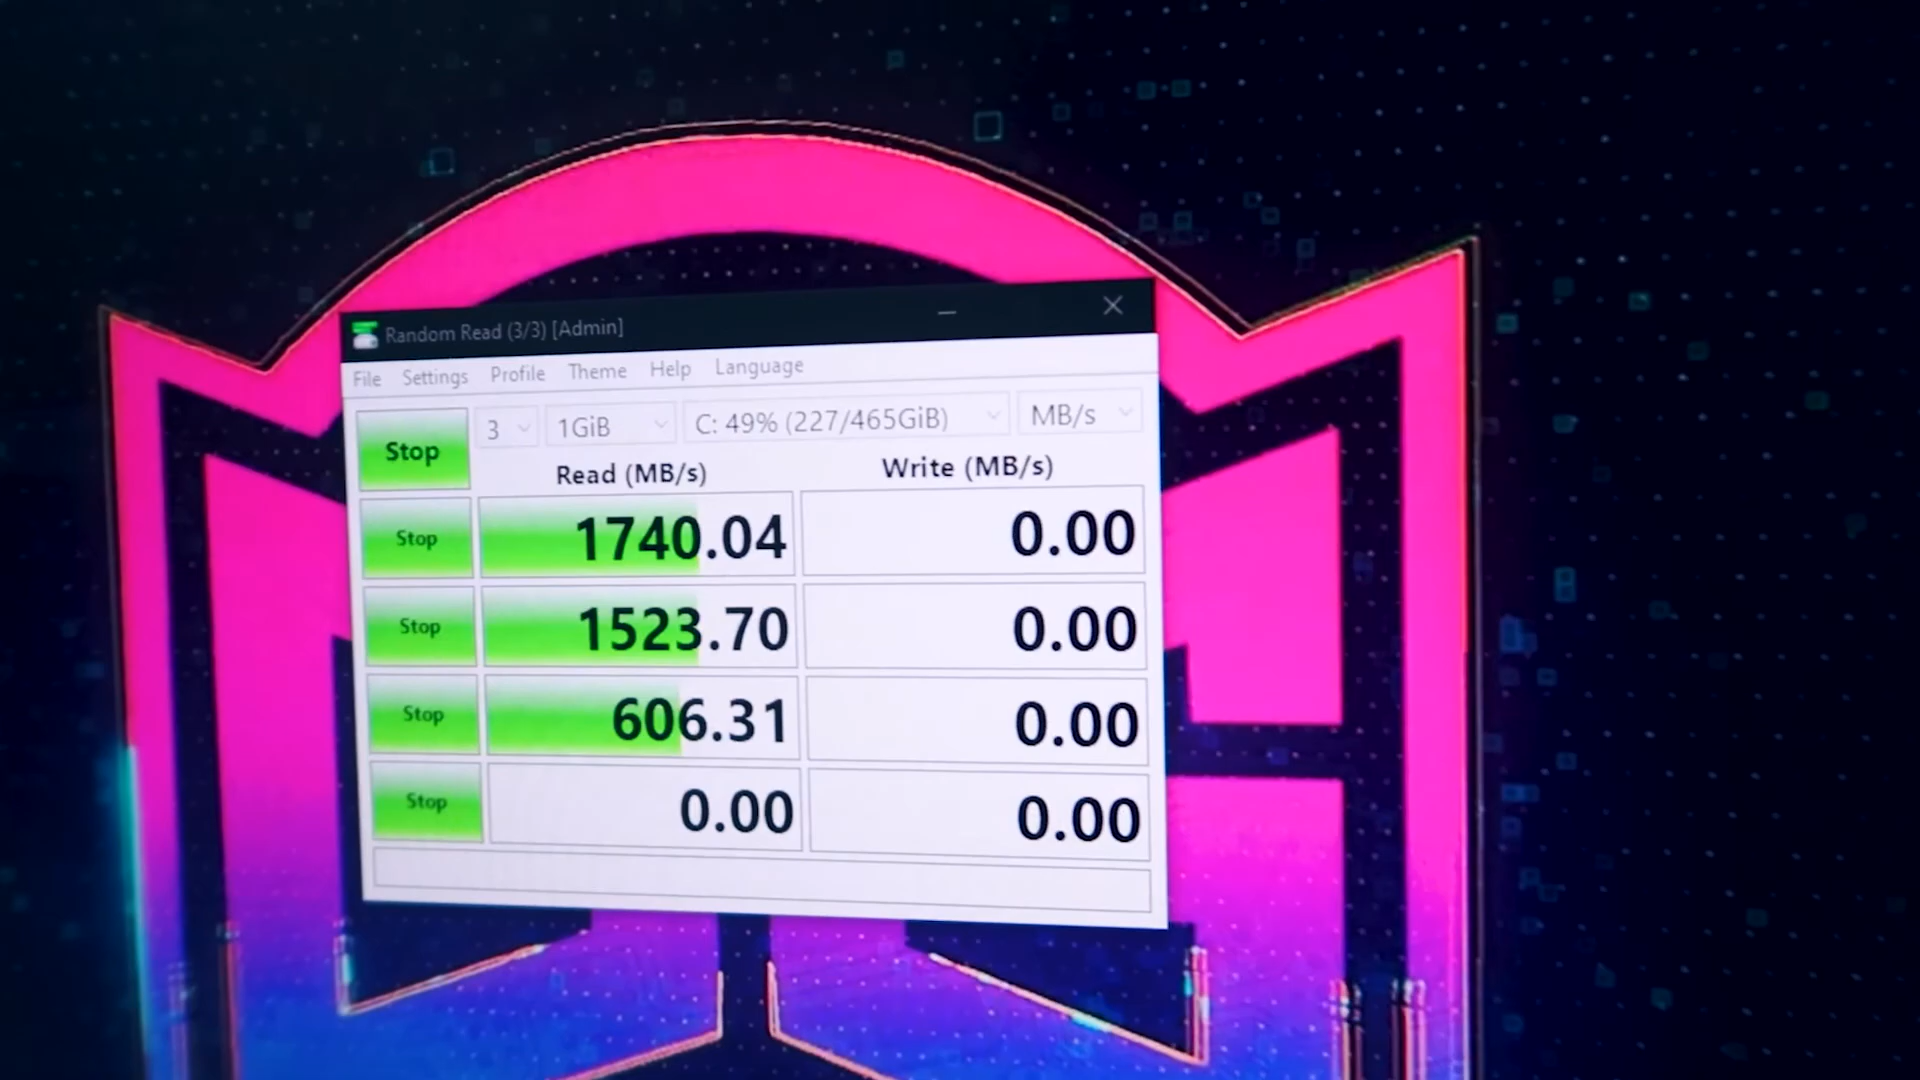 Random Read (3/3) [Admin]
File Settings Profile Theme Help Language
Stop 3 1GiB C: 49% (227/465GiB) MB/s
Read (MB/s) Write (MB/s)
Stop 1740.04 0.00
Stop 1523.70 0.00
Stop 606.31 0.00
Stop 0.00 0.00